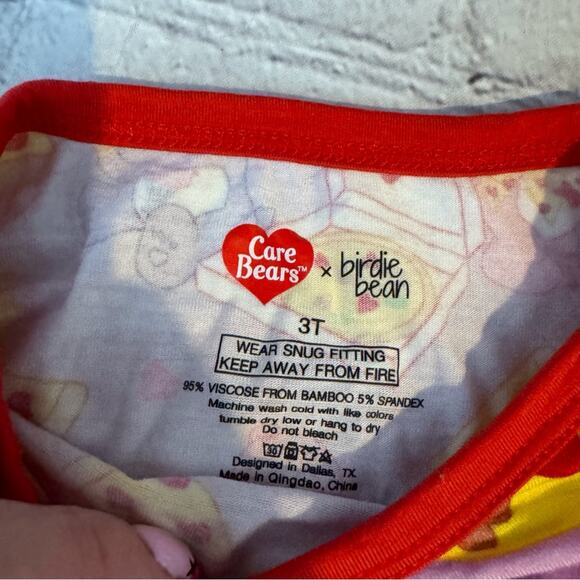 Care
Bears™ × birdie
bean
3T
WEAR SNUG FITTING
KEEP AWAY FROM FIRE
95% VISCOSE FROM BAMBOO 5% SPANDEX
Machine wash cold with like colors
tumble dry low or hang to dry
Do not bleach
30
Designed in Dallas, TX
Made in Qingdao, China